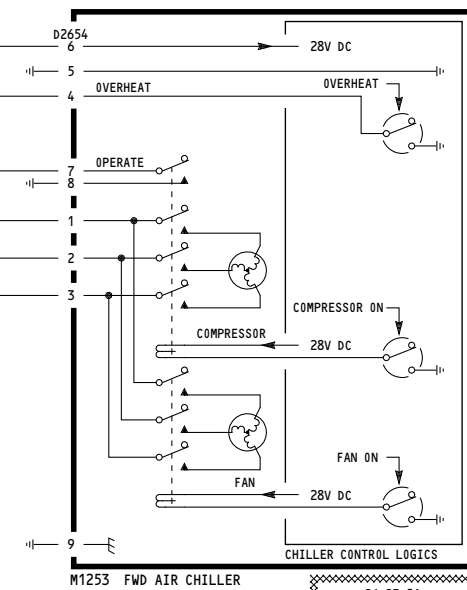 D2654
6 28V DC
5
4 OVERHEAT OVERHEAT
7 OPERATE
8
1
2
3
COMPRESSOR ON
COMPRESSOR 28V DC
FAN ON
FAN 28V DC
9
CHILLER CONTROL LOGICS
M1253 FWD AIR CHILLER